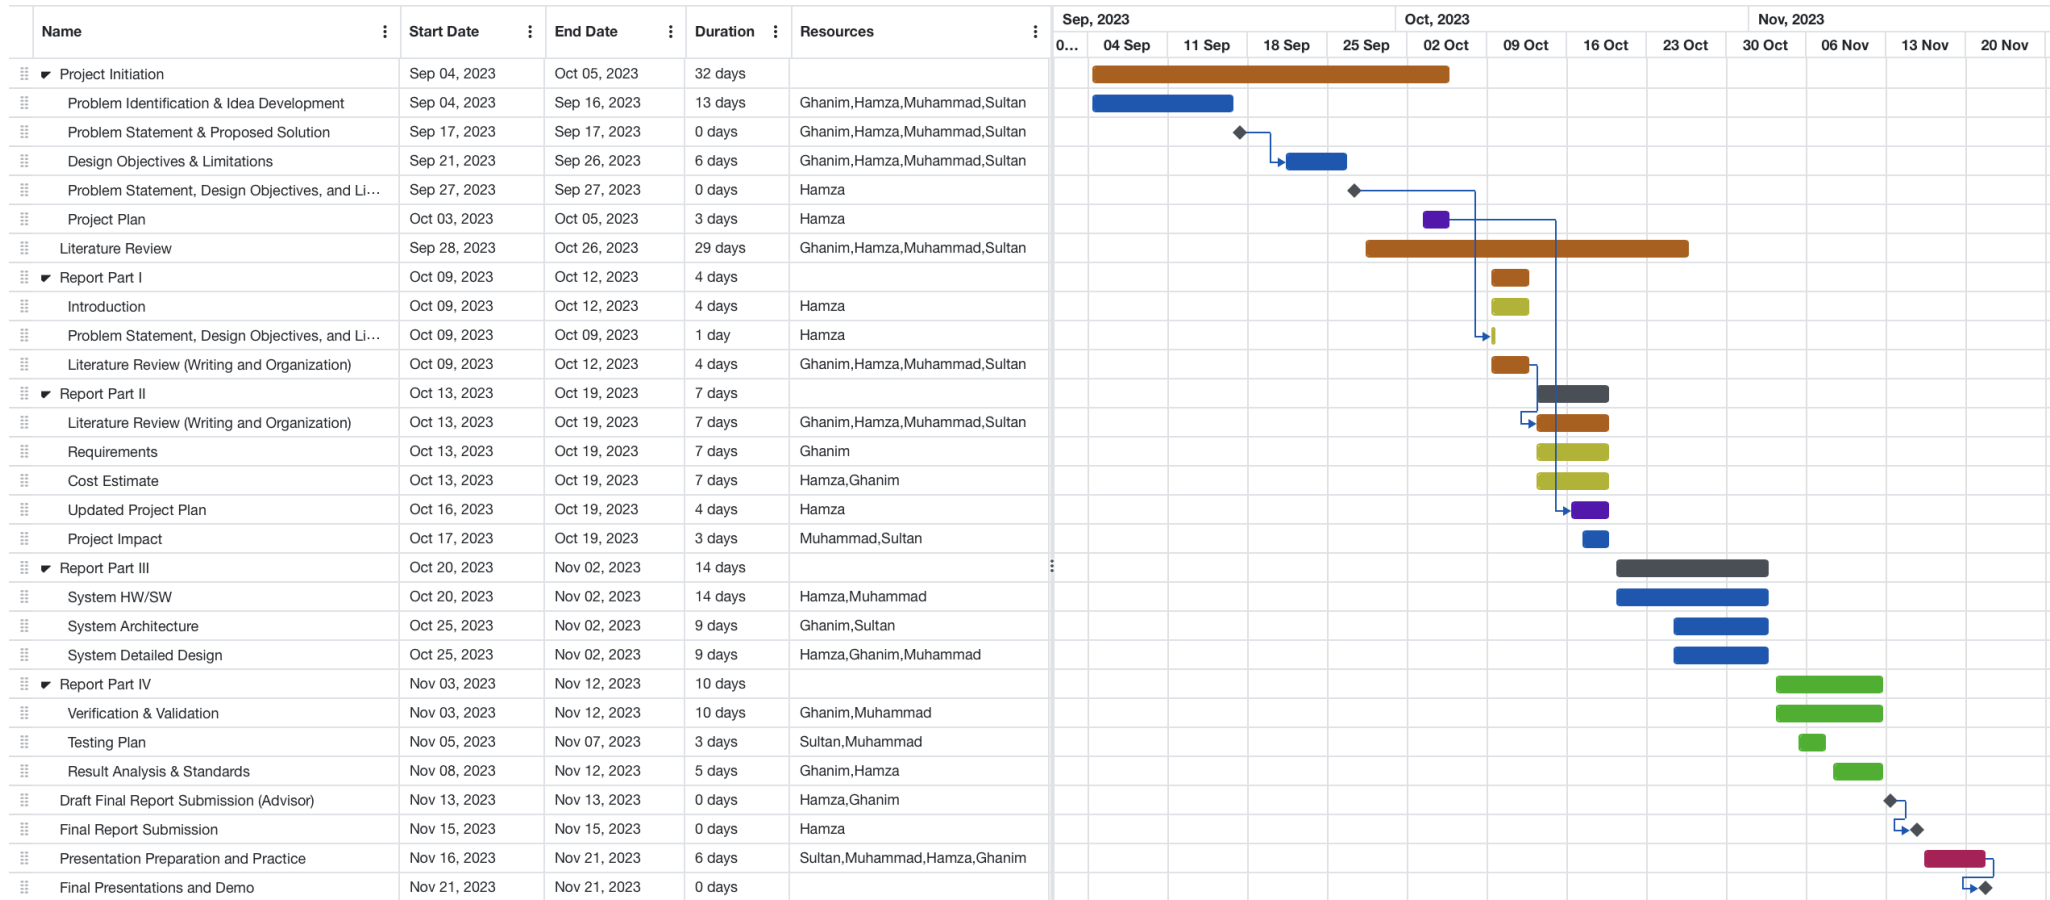 Sep, 2023 Oct, 2023 Nov, 2023
Name Start Date End Date Duration Resources 0... 04 Sep 11 Sep 18 Sep 25 Sep 02 Oct 09 Oct 16 Oct 23 Oct 30 Oct 06 Nov 13 Nov 20 Nov
Project Initiation Sep 04, 2023 Oct 05, 2023 32 days
Problem Identification & Idea Development Sep 04, 2023 Sep 16, 2023 13 days Ghanim,Hamza,Muhammad,Sultan
Problem Statement & Proposed Solution Sep 17, 2023 Sep 17, 2023 0 days Ghanim,Hamza,Muhammad,Sultan
Design Objectives & Limitations Sep 21, 2023 Sep 26, 2023 6 days Ghanim,Hamza,Muhammad,Sultan
Problem Statement, Design Objectives, and Li... Sep 27, 2023 Sep 27, 2023 0 days Hamza
Project Plan Oct 03, 2023 Oct 05, 2023 3 days Hamza
Literature Review Sep 28, 2023 Oct 26, 2023 29 days Ghanim,Hamza,Muhammad,Sultan
Report Part I Oct 09, 2023 Oct 12, 2023 4 days
Introduction Oct 09, 2023 Oct 12, 2023 4 days Hamza
Problem Statement, Design Objectives, and Li... Oct 09, 2023 Oct 09, 2023 1 day Hamza
Literature Review (Writing and Organization) Oct 09, 2023 Oct 12, 2023 4 days Ghanim,Hamza,Muhammad,Sultan
Report Part II Oct 13, 2023 Oct 19, 2023 7 days
Literature Review (Writing and Organization) Oct 13, 2023 Oct 19, 2023 7 days Ghanim,Hamza,Muhammad,Sultan
Requirements Oct 13, 2023 Oct 19, 2023 7 days Ghanim
Cost Estimate Oct 13, 2023 Oct 19, 2023 7 days Hamza,Ghanim
Updated Project Plan Oct 16, 2023 Oct 19, 2023 4 days Hamza
Project Impact Oct 17, 2023 Oct 19, 2023 3 days Muhammad,Sultan
Report Part III Oct 20, 2023 Nov 02, 2023 14 days
System HW/SW Oct 20, 2023 Nov 02, 2023 14 days Hamza,Muhammad
System Architecture Oct 25, 2023 Nov 02, 2023 9 days Ghanim,Sultan
System Detailed Design Oct 25, 2023 Nov 02, 2023 9 days Hamza,Ghanim,Muhammad
Report Part IV Nov 03, 2023 Nov 12, 2023 10 days
Verification & Validation Nov 03, 2023 Nov 12, 2023 10 days Ghanim,Muhammad
Testing Plan Nov 05, 2023 Nov 07, 2023 3 days Sultan,Muhammad
Result Analysis & Standards Nov 08, 2023 Nov 12, 2023 5 days Ghanim,Hamza
Draft Final Report Submission (Advisor) Nov 13, 2023 Nov 13, 2023 0 days Hamza,Ghanim
Final Report Submission Nov 15, 2023 Nov 15, 2023 0 days Hamza
Presentation Preparation and Practice Nov 16, 2023 Nov 21, 2023 6 days Sultan,Muhammad,Hamza,Ghanim
Final Presentations and Demo Nov 21, 2023 Nov 21, 2023 0 days